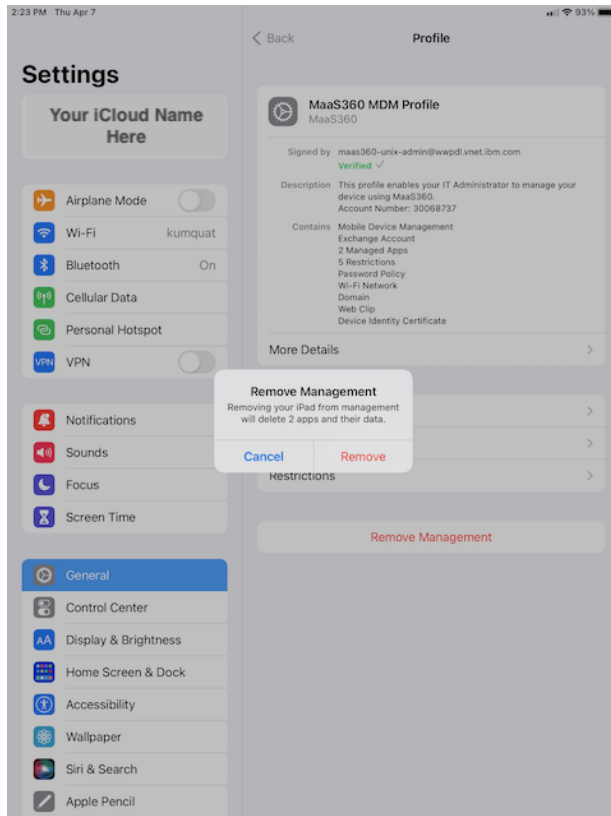 2:23 PM Thu Apr 7
93%
Settings
Your iCloud Name
Here
Airplane Mode
Wi-Fi kumquat
Bluetooth On
Cellular Data
Personal Hotspot
VPN VPN
Notifications
Sounds
Focus
Screen Time
General
Control Center
AA Display & Brightness
Home Screen & Dock
Accessibility
Wallpaper
Siri & Search
Apple Pencil
Back Profile
MaaS360 MDM Profile
MaaS360
Signed by maas360-unix-admin@wwpdl.vnet.ibm.com
Verified
Description This profile enables your IT Administrator to manage your
device using MaaS360.
Account Number: 30068737
Contains Mobile Device Management
Exchange Account
2 Managed Apps
5 Restrictions
Password Policy
Wi-Fi Network
Domain
Web Clip
Device Identity Certificate
More Details
Remove Management
Removing your iPad from management
will delete 2 apps and their data.
Cancel Remove
Restrictions
Remove Management